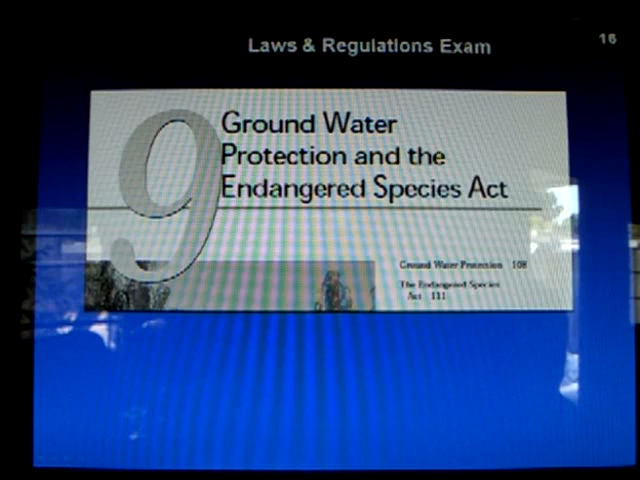 Laws & Regulations Exam
16
9
Ground Water
Protection and the
Endangered Species Act
Ground Water Protection 108
The Endangered Species
Act 111